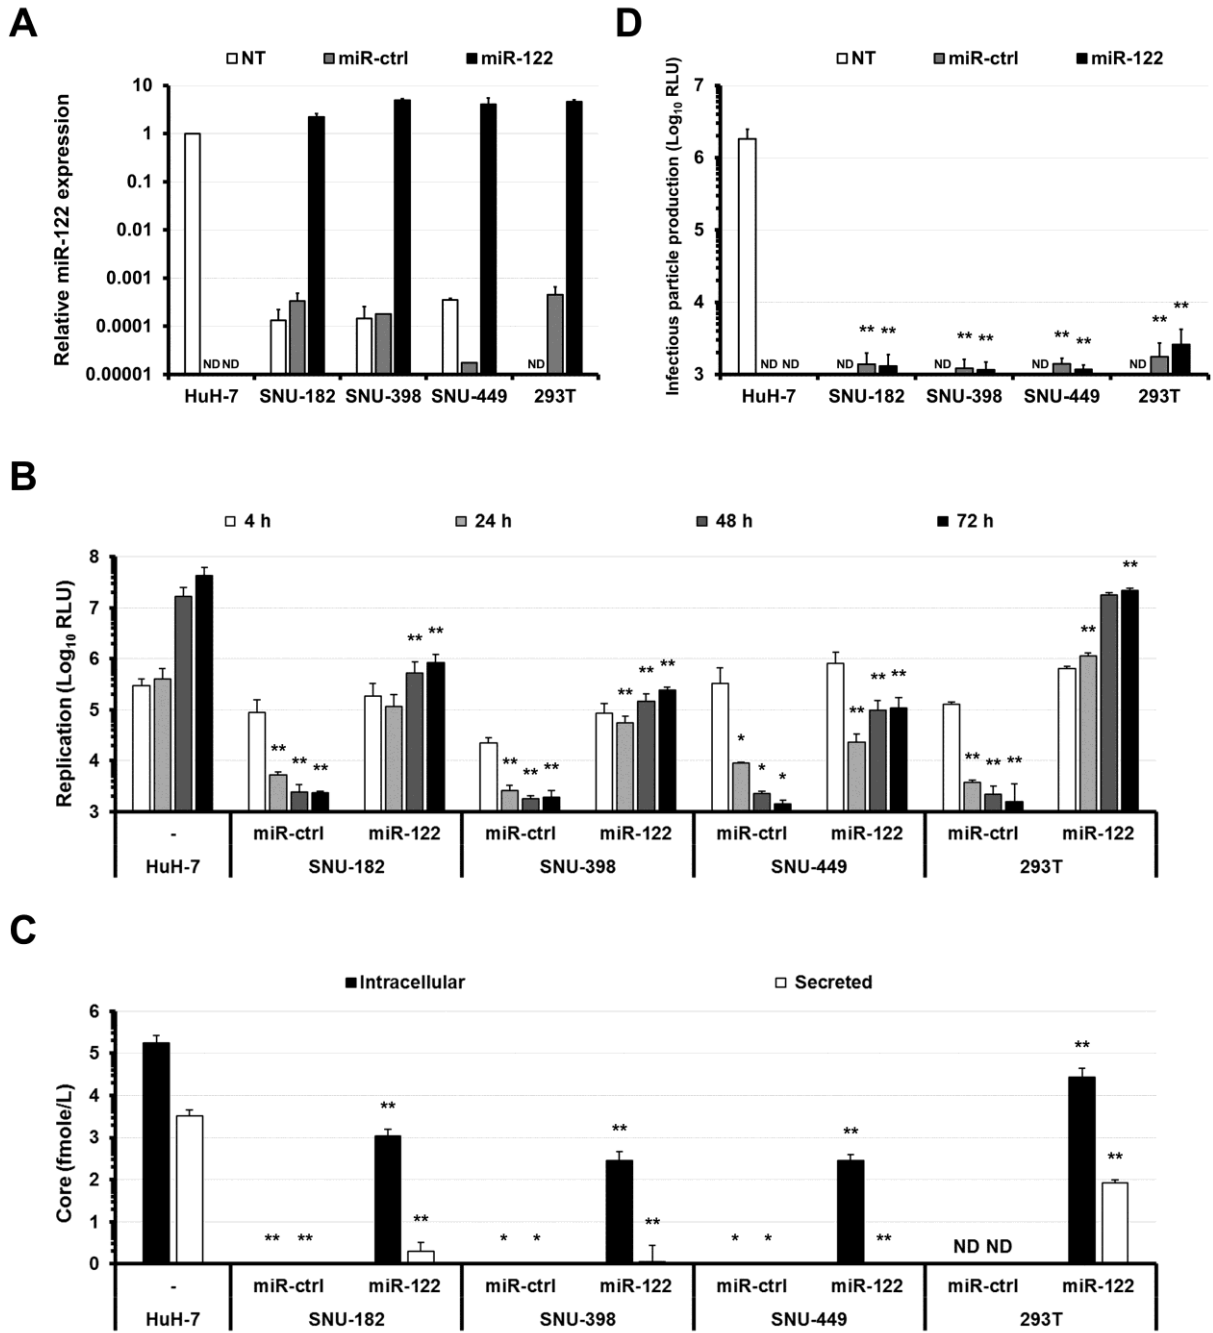 A
NT miR-ctrl miR-122
Relative miR-122 expression
10
1
0.1
0.01
0.001
0.0001
0.00001
ND ND ND
HuH-7 SNU-182 SNU-398 SNU-449 293T
D
NT miR-ctrl miR-122
Infectious particle production (Log10 RLU)
7
6
5
4
3
** ** ** ** ** ** ** **
ND ND ND ND ND ND
HuH-7 SNU-182 SNU-398 SNU-449 293T
B
4 h 24 h 48 h 72 h
Replication (Log10 RLU)
8
7
6
5
4
3
** ** ** ** ** ** ** ** ** ** ** * * * ** ** ** ** ** ** ** **
- miR-ctrl miR-122 miR-ctrl miR-122 miR-ctrl miR-122 miR-ctrl miR-122
HuH-7 SNU-182 SNU-398 SNU-449 293T
C
Intracellular Secreted
Core (fmole/L)
6
5
4
3
2
1
0
** ** ** ** * * ** ** * * ** ** ND ND ** **
- miR-ctrl miR-122 miR-ctrl miR-122 miR-ctrl miR-122 miR-ctrl miR-122
HuH-7 SNU-182 SNU-398 SNU-449 293T